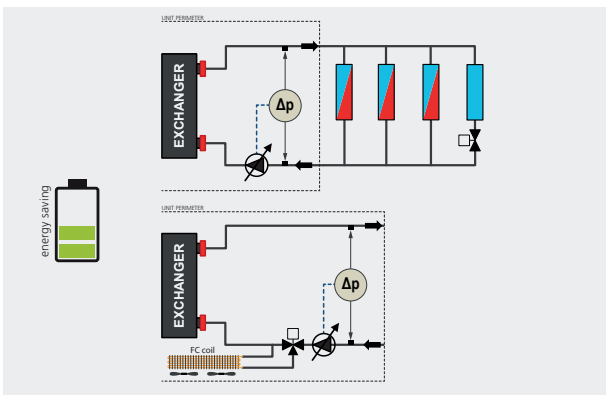 UNIT PERIMETER
EXCHANGER
Δp
energy saving
UNIT PERIMETER
EXCHANGER
Δp
FC coil